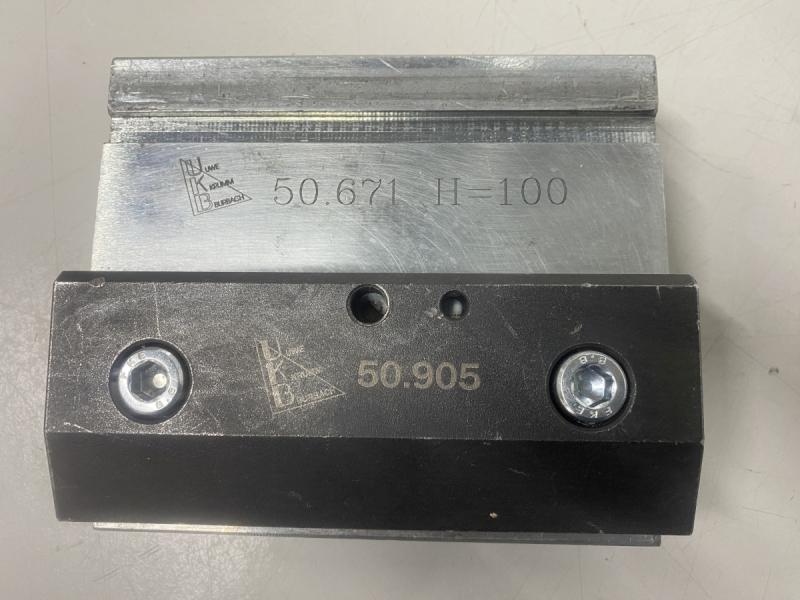 U UWE
K KRUMM
B BURBACH
50.671 H=100
U UWE
K KRUMM
B BURBACH
50.905